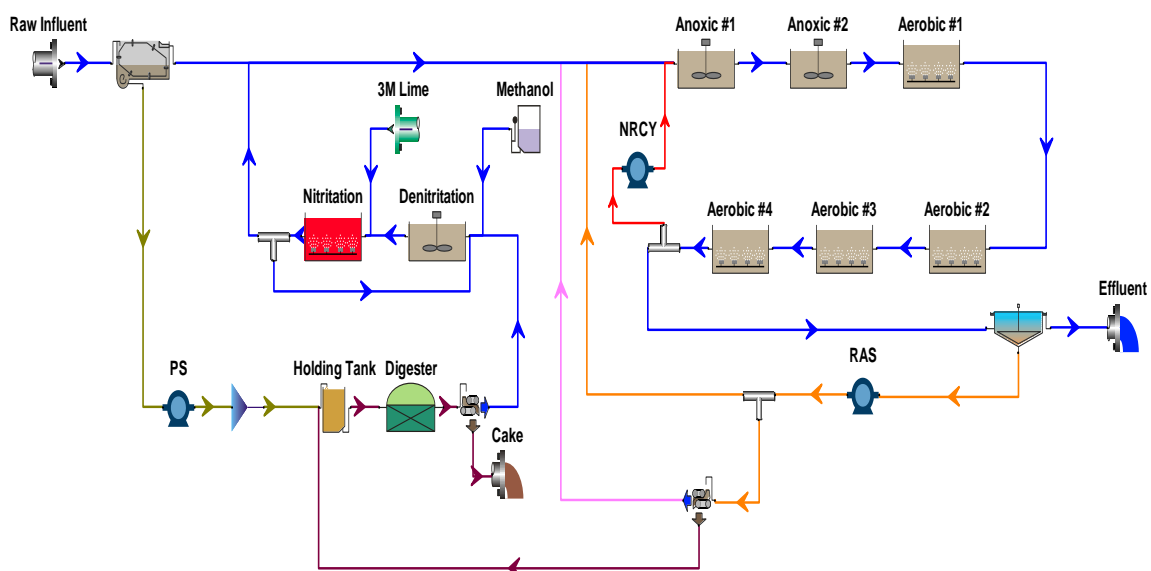 Raw Influent
Anoxic #1
Anoxic #2
Aerobic #1
3M Lime
Methanol
NRCY
Nitritation
Denitritation
Aerobic #4
Aerobic #3
Aerobic #2
Effluent
PS
Holding Tank
Digester
RAS
Cake